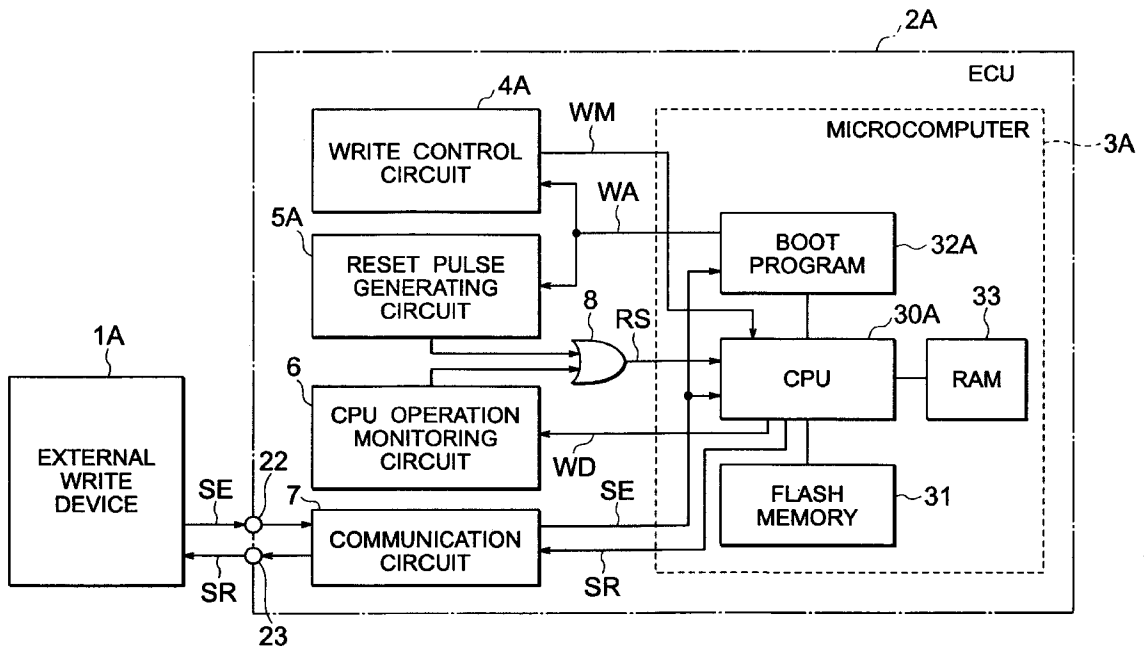 2A
ECU
4A
WRITE CONTROL
CIRCUIT
WM
MICROCOMPUTER
3A
5A
WA
RESET PULSE
GENERATING
CIRCUIT
BOOT
PROGRAM
32A
8
RS
30A
33
1A
6
CPU
RAM
CPU OPERATION
MONITORING
CIRCUIT
WD
EXTERNAL
WRITE
DEVICE
SE
22
7
SE
FLASH
MEMORY
31
COMMUNICATION
CIRCUIT
SR
SR
23